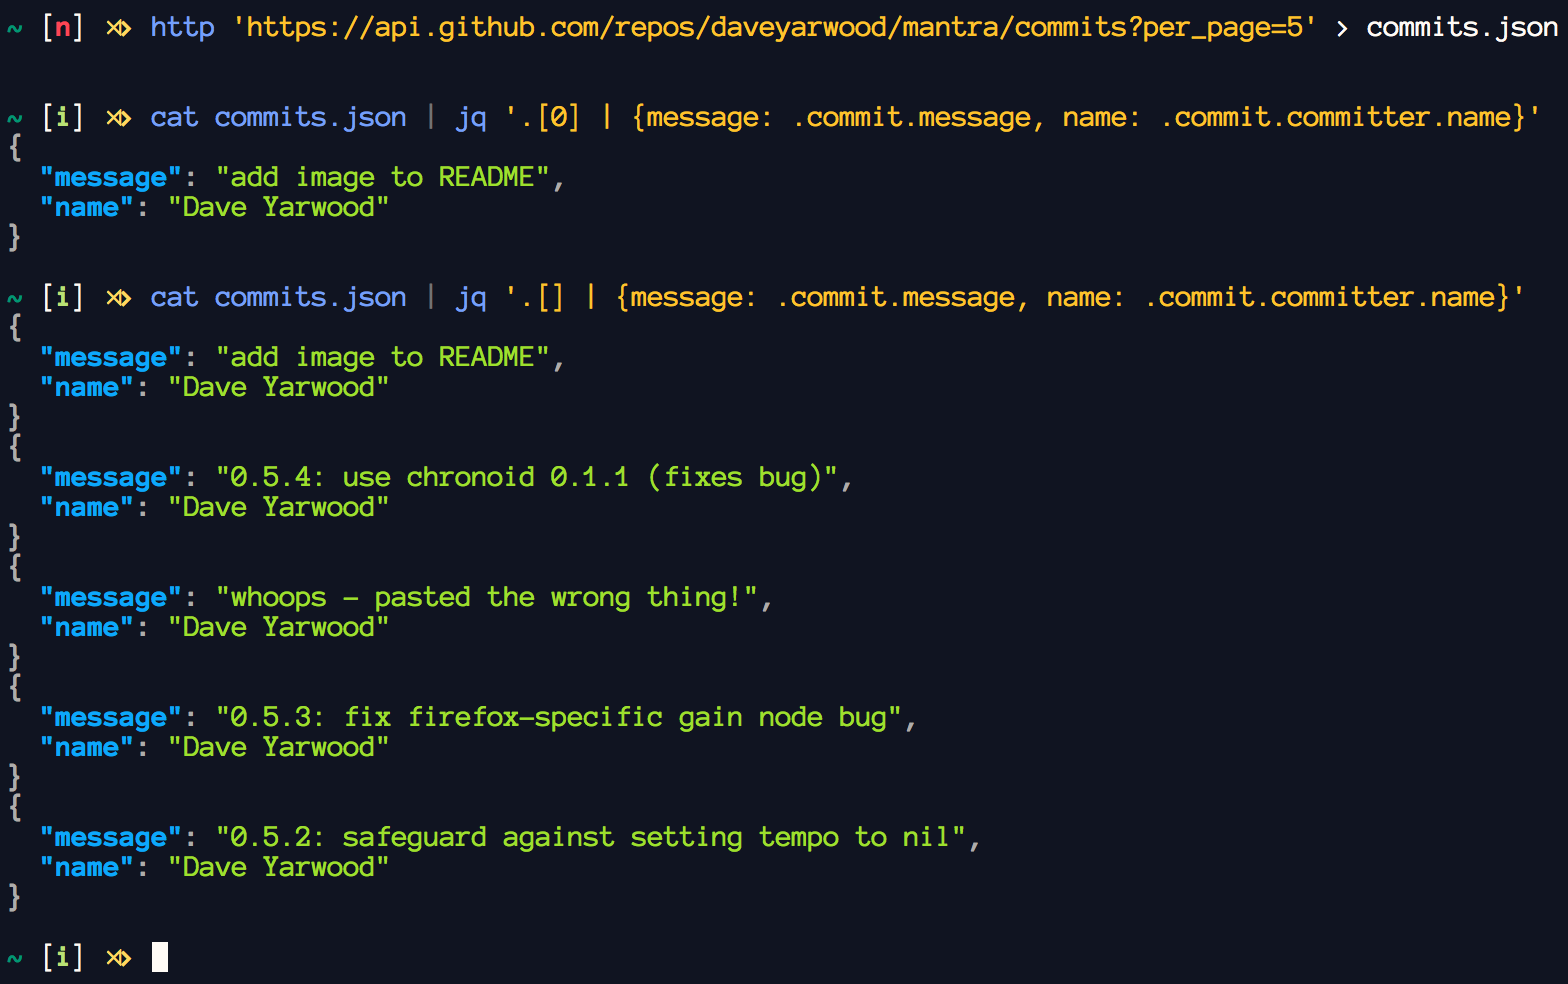 ~ [n] ⋊> http 'https://api.github.com/repos/daveyarwood/mantra/commits?per_page=5' > commits.json
~ [i] ⋊> cat commits.json | jq '.[0] | {message: .commit.message, name: .commit.committer.name}'
{
  "message": "add image to README",
  "name": "Dave Yarwood"
}
~ [i] ⋊> cat commits.json | jq '.[] | {message: .commit.message, name: .commit.committer.name}'
{
  "message": "add image to README",
  "name": "Dave Yarwood"
}
{
  "message": "0.5.4: use chronoid 0.1.1 (fixes bug)",
  "name": "Dave Yarwood"
}
{
  "message": "whoops - pasted the wrong thing!",
  "name": "Dave Yarwood"
}
{
  "message": "0.5.3: fix firefox-specific gain node bug",
  "name": "Dave Yarwood"
}
{
  "message": "0.5.2: safeguard against setting tempo to nil",
  "name": "Dave Yarwood"
}
~ [i] ⋊>